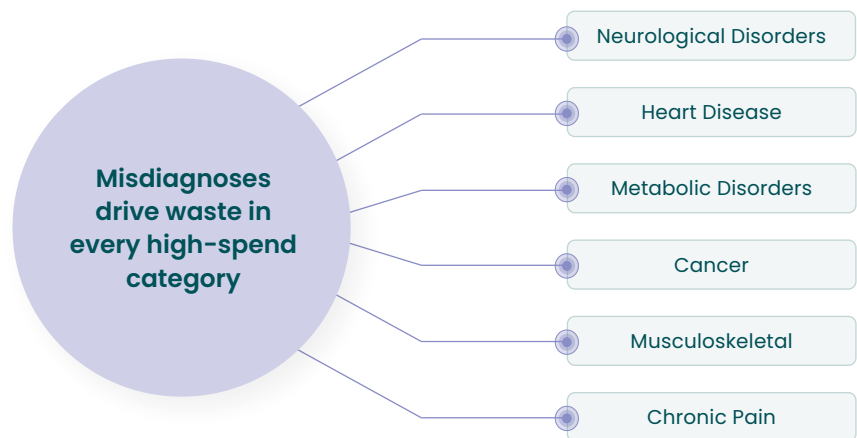 Misdiagnoses
drive waste in
every high-spend
category
Neurological Disorders
Heart Disease
Metabolic Disorders
Cancer
Musculoskeletal
Chronic Pain